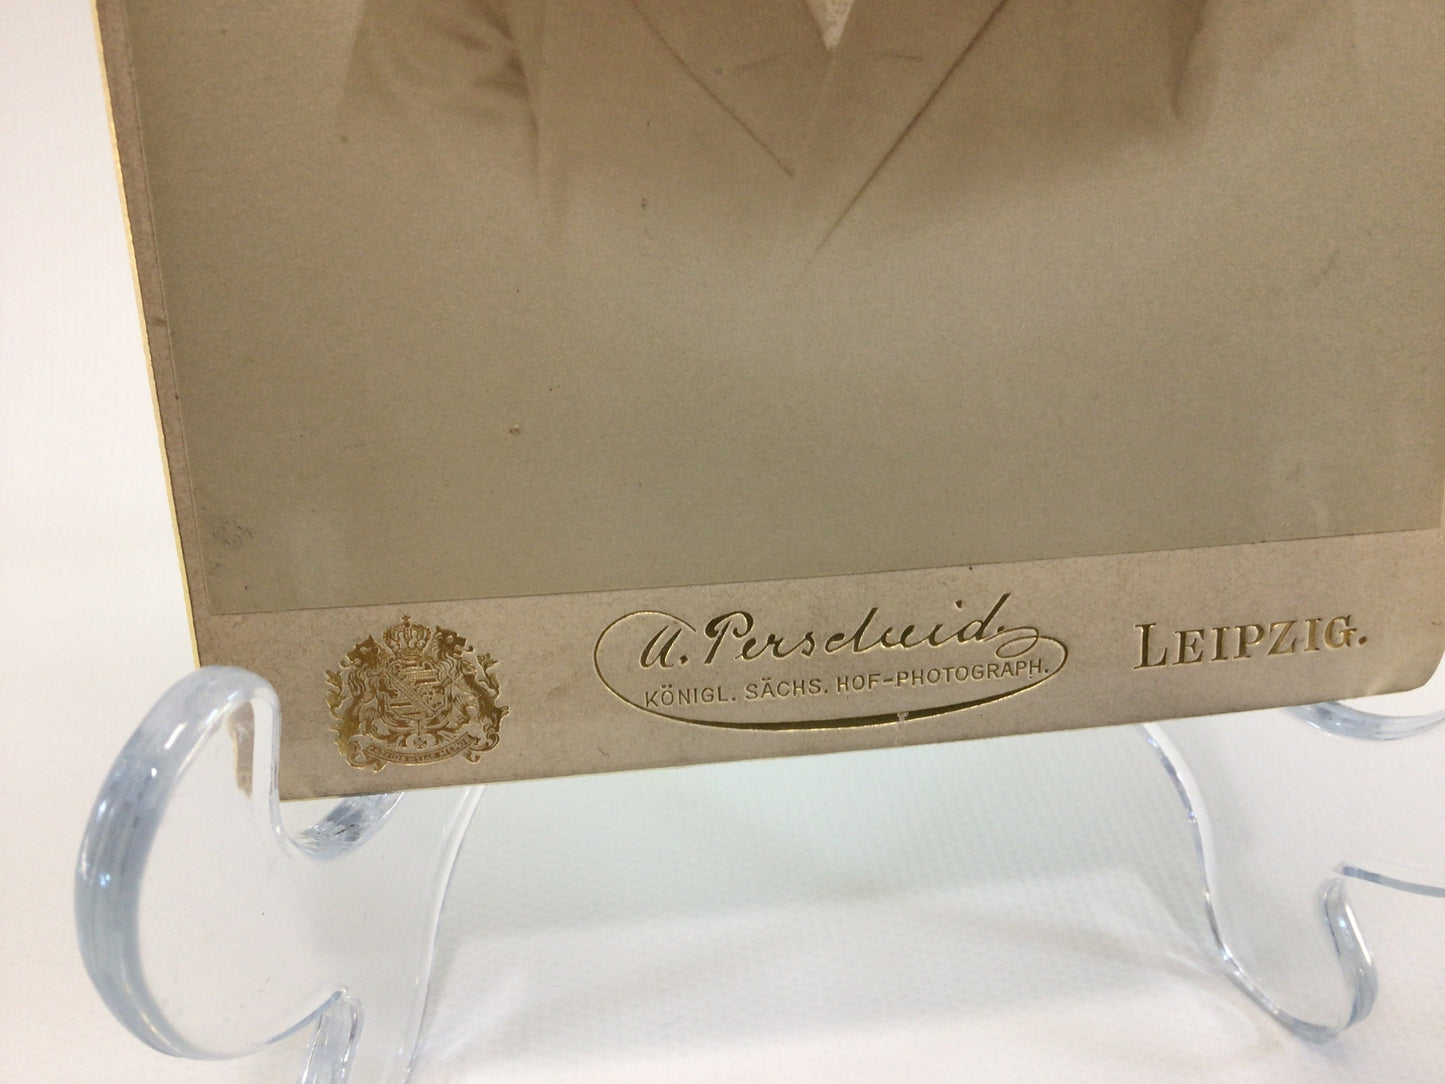 A. Perscheid.
KÖNIGL. SÄCHS. HOF-PHOTOGRAPH.
LEIPZIG.